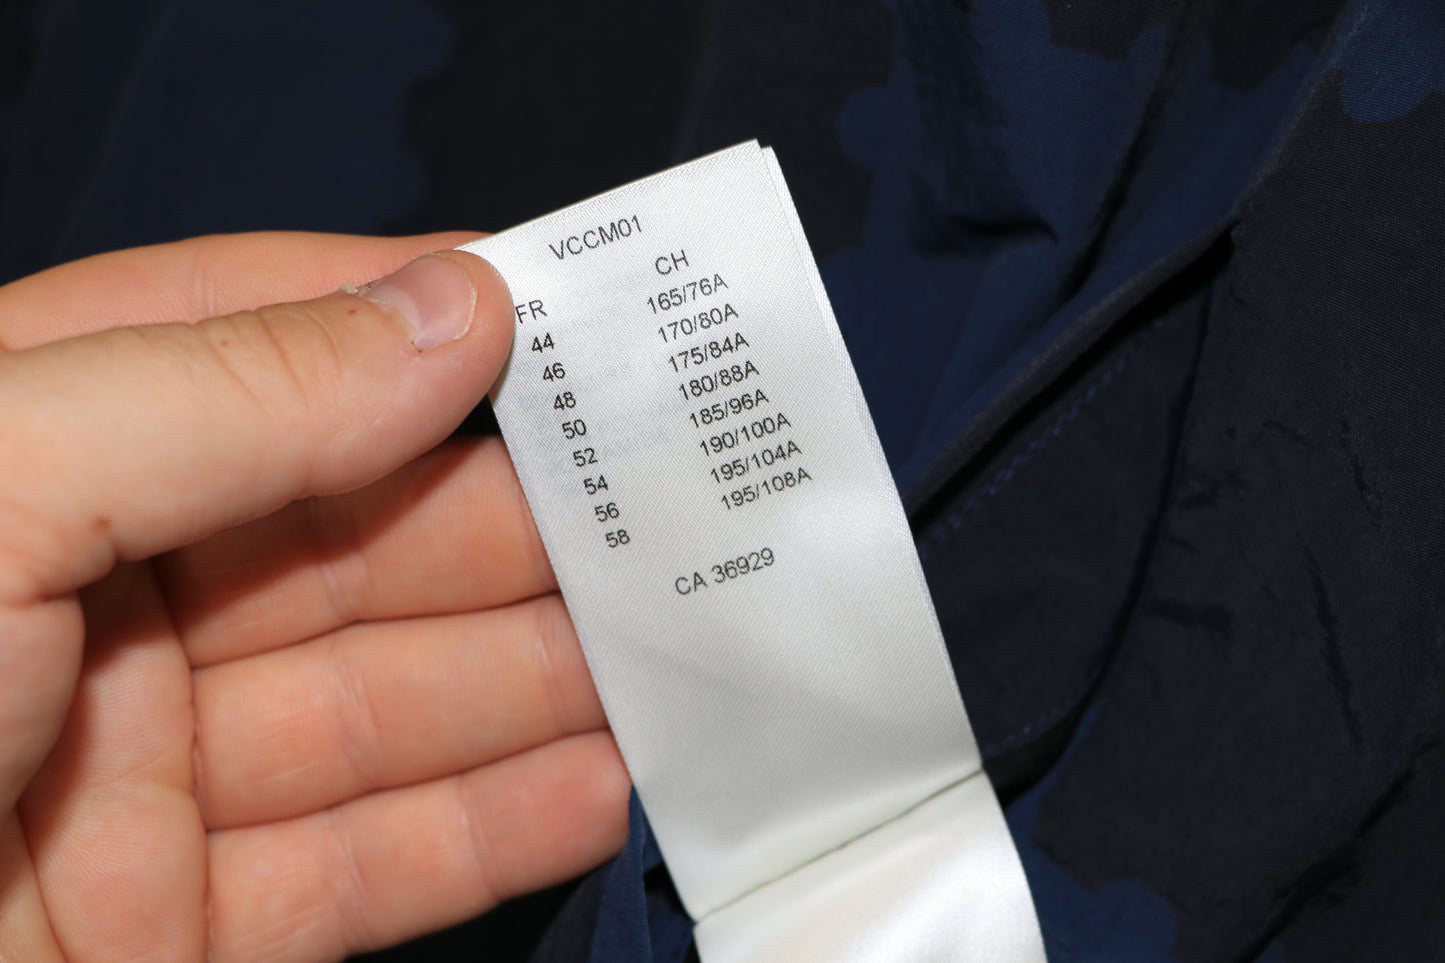 VCCM01
FR CH
44 165/76A
46 170/80A
48 175/84A
50 180/88A
52 185/96A
54 190/100A
56 195/104A
58 195/108A
CA 36929